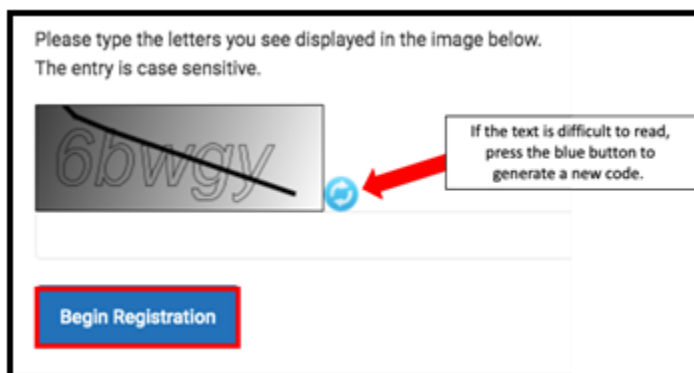 Please type the letters you see displayed in the image below.
The entry is case sensitive.
6bwgy
If the text is difficult to read,
press the blue button to
generate a new code.
Begin Registration